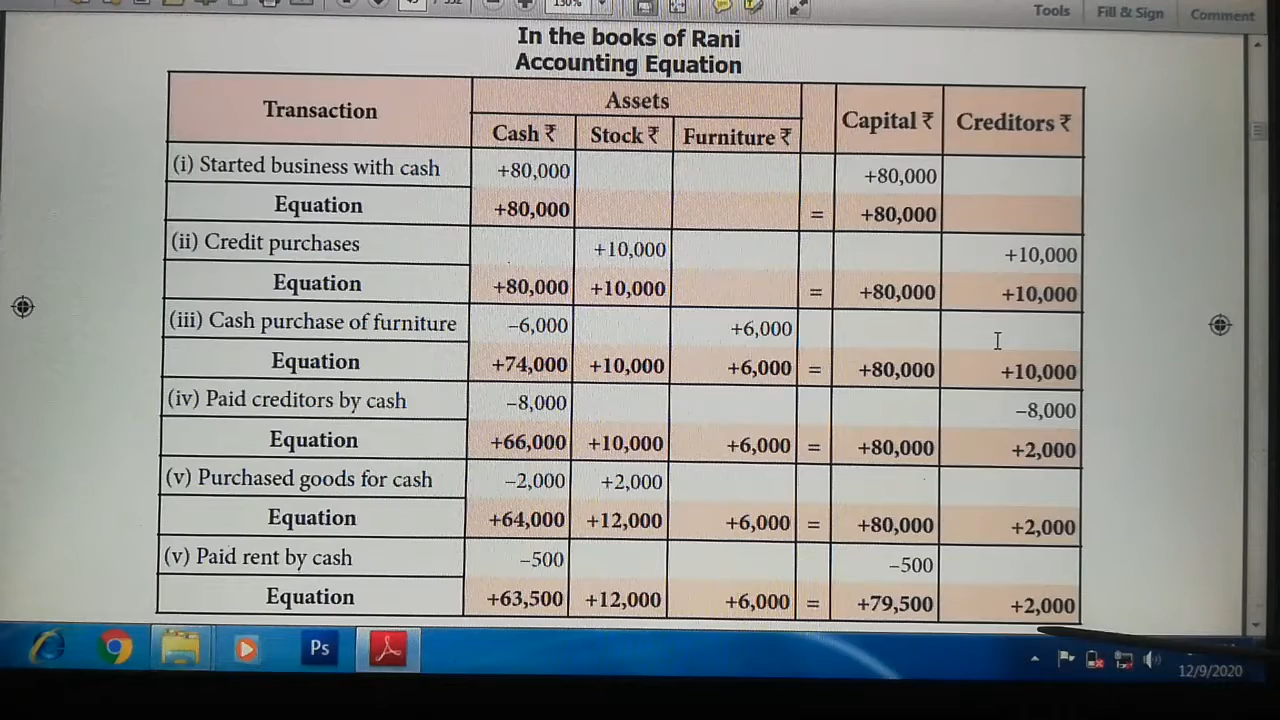 Tools Fill & Sign Comment
In the books of Rani
Accounting Equation
Transaction Assets Capital ₹ Creditors ₹
Cash ₹ Stock ₹ Furniture ₹
(i) Started business with cash +80,000 +80,000
Equation +80,000 = +80,000
(ii) Credit purchases +10,000 +10,000
Equation +80,000 +10,000 = +80,000 +10,000
(iii) Cash purchase of furniture –6,000 +6,000
Equation +74,000 +10,000 +6,000 = +80,000 +10,000
(iv) Paid creditors by cash –8,000 –8,000
Equation +66,000 +10,000 +6,000 = +80,000 +2,000
(v) Purchased goods for cash –2,000 +2,000
Equation +64,000 +12,000 +6,000 = +80,000 +2,000
(v) Paid rent by cash –500 –500
Equation +63,500 +12,000 +6,000 = +79,500 +2,000
Ps
12/9/2020